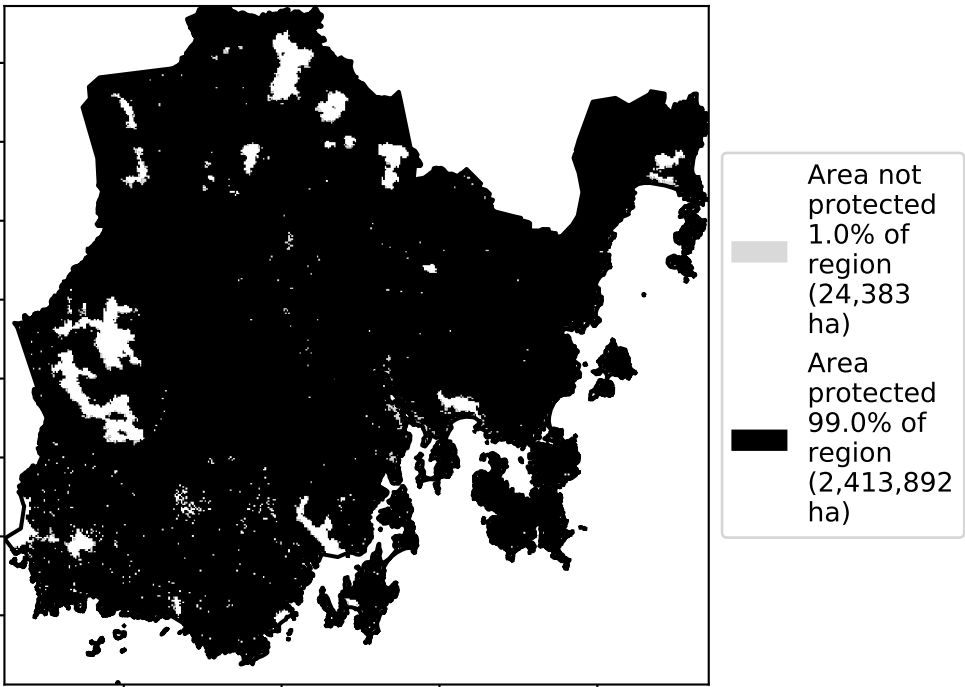 Area not
protected
1.0% of
region
(24,383
ha)
Area
protected
99.0% of
region
(2,413,892
ha)